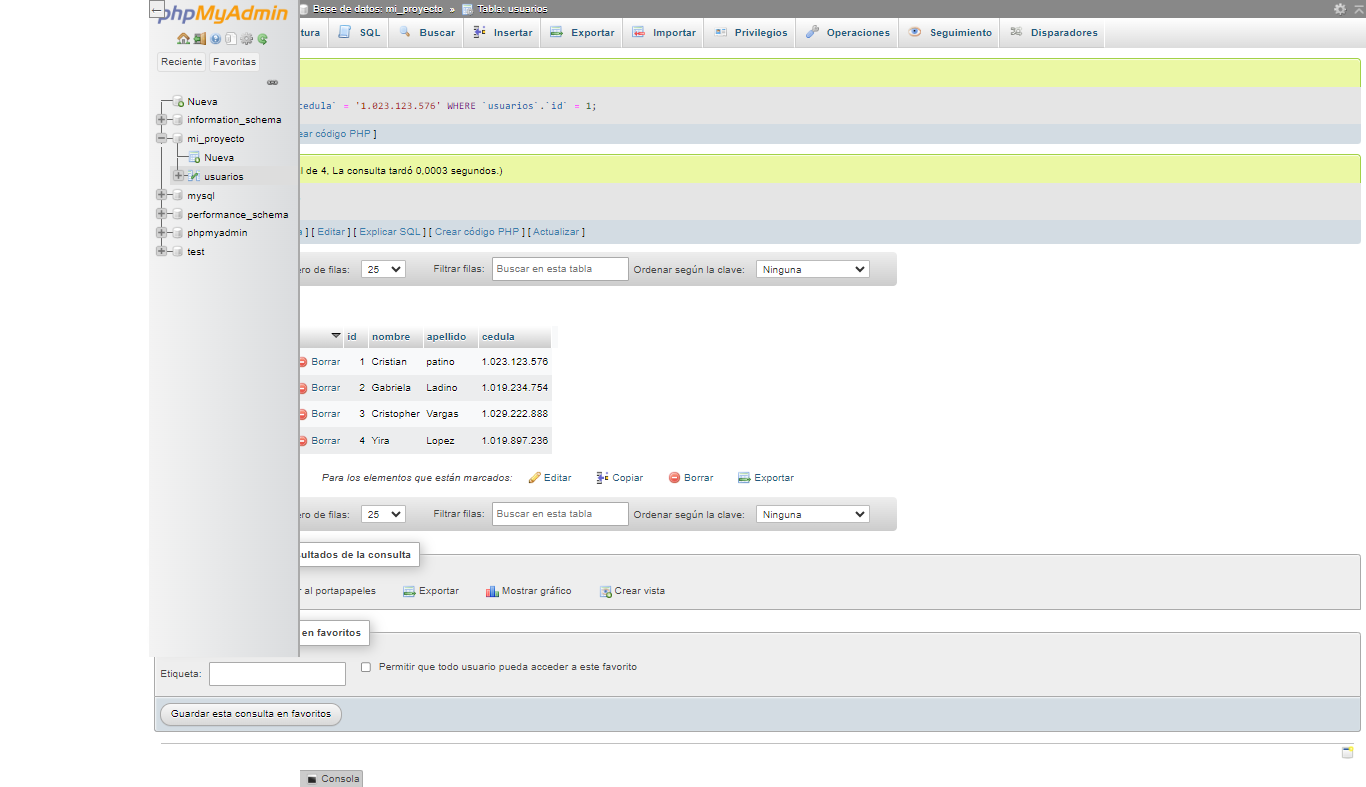 phpMyAdmin
Reciente Favoritas
Nueva
information_schema
mi_proyecto
Nueva
usuarios
mysql
performance_schema
phpmyadmin
test
Base de datos: mi_proyecto » Tabla: usuarios
tura SQL Buscar Insertar Exportar Importar Privilegios Operaciones Seguimiento Disparadores
cedula` = '1.023.123.576' WHERE `usuarios`.`id` = 1;
ear código PHP ]
l de 4, La consulta tardó 0,0003 segundos.)
a ] [ Editar ] [ Explicar SQL ] [ Crear código PHP ] [ Actualizar ]
ero de filas: 25 Filtrar filas: Buscar en esta tabla Ordenar según la clave: Ninguna
id nombre apellido cedula
Borrar 1 Cristian patino 1.023.123.576
Borrar 2 Gabriela Ladino 1.019.234.754
Borrar 3 Cristopher Vargas 1.029.222.888
Borrar 4 Yira Lopez 1.019.897.236
Para los elementos que están marcados: Editar Copiar Borrar Exportar
ero de filas: 25 Filtrar filas: Buscar en esta tabla Ordenar según la clave: Ninguna
ultados de la consulta
r al portapapeles Exportar Mostrar gráfico Crear vista
en favoritos
Etiqueta: Permitir que todo usuario pueda acceder a este favorito
Guardar esta consulta en favoritos
Consola